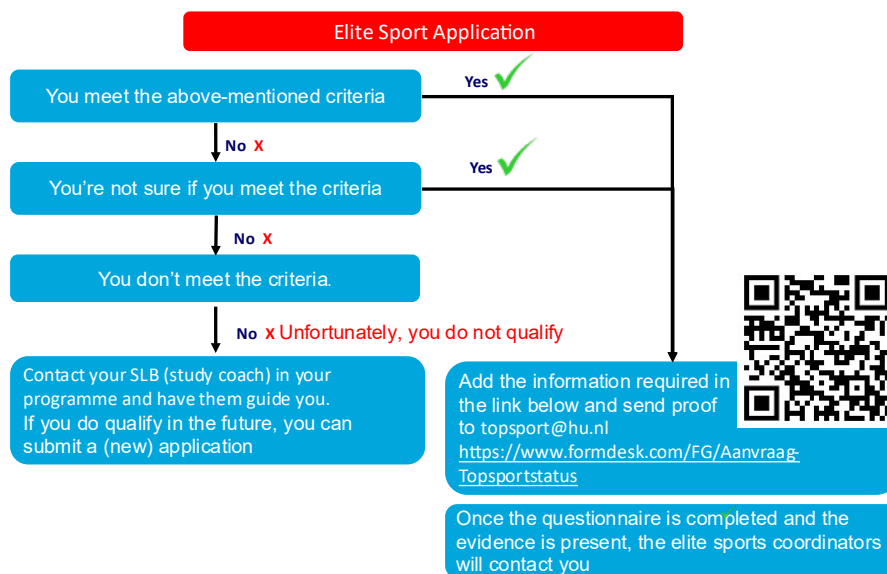 Elite Sport Application
Yes
You meet the above-mentioned criteria
No X
Yes
You’re not sure if you meet the criteria
No X
You don’t meet the criteria.
No X Unfortunately, you do not qualify
Contact your SLB (study coach) in your
programme and have them guide you.
If you do qualify in the future, you can
submit a (new) application
Add the information required in
the link below and send proof
to topsport@hu.nl
https://www.formdesk.com/FG/Aanvraag-
Topsportstatus
Once the questionnaire is completed and the
evidence is present, the elite sports coordinators
will contact you